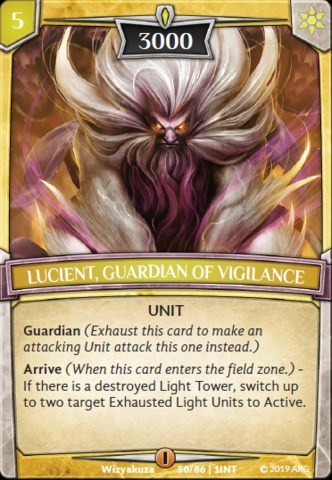 5
3000
LUCIENT, GUARDIAN OF VIGILANCE
UNIT
Guardian (Exhaust this card to make an
attacking Unit attack this one instead.)
Arrive (When this card enters the field zone.) -
If there is a destroyed Light Tower, switch up
to two target Exhausted Light Units to Active.
Wizyakuza 50/86 | 1INT © 2019 ARG